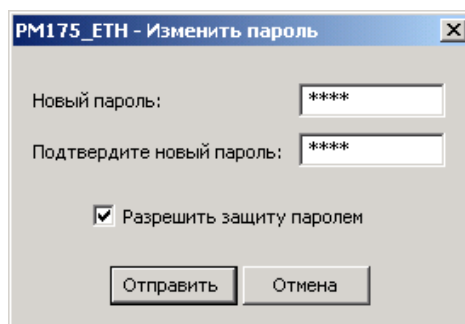 PM175_ETH - Изменить пароль
Новый пароль: ****
Подтвердите новый пароль: ****
Разрешить защиту паролем
Отправить Отмена